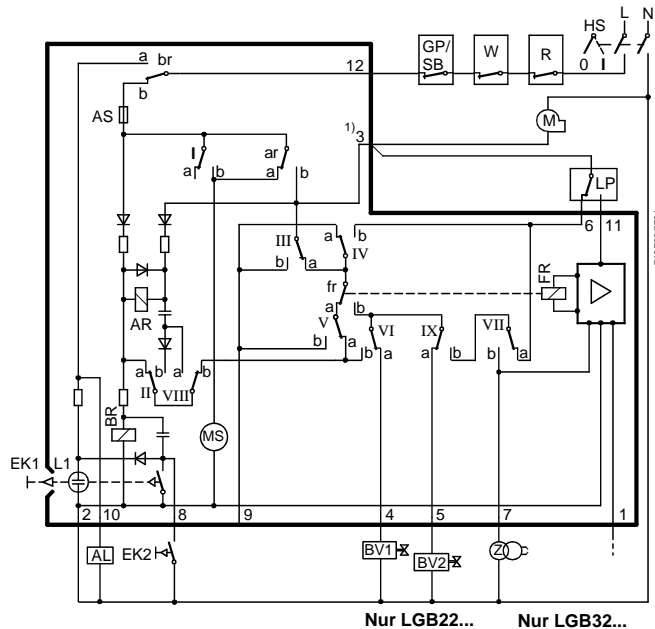 HS L N
GP/ W R
SB 0 I
a br 12
b
AS M
1) 3
I ar
a b a b LP
6 11
III a b
b a IV
fr FR
a b
AR V VI IX VII
b a b a a b b a
a b a b
II VIII
BR MS
EK1 L1
2 10 8 9 4 5 7 1
AL EK2 BV1 BV2 Z
Nur LGB22... Nur LGB32...